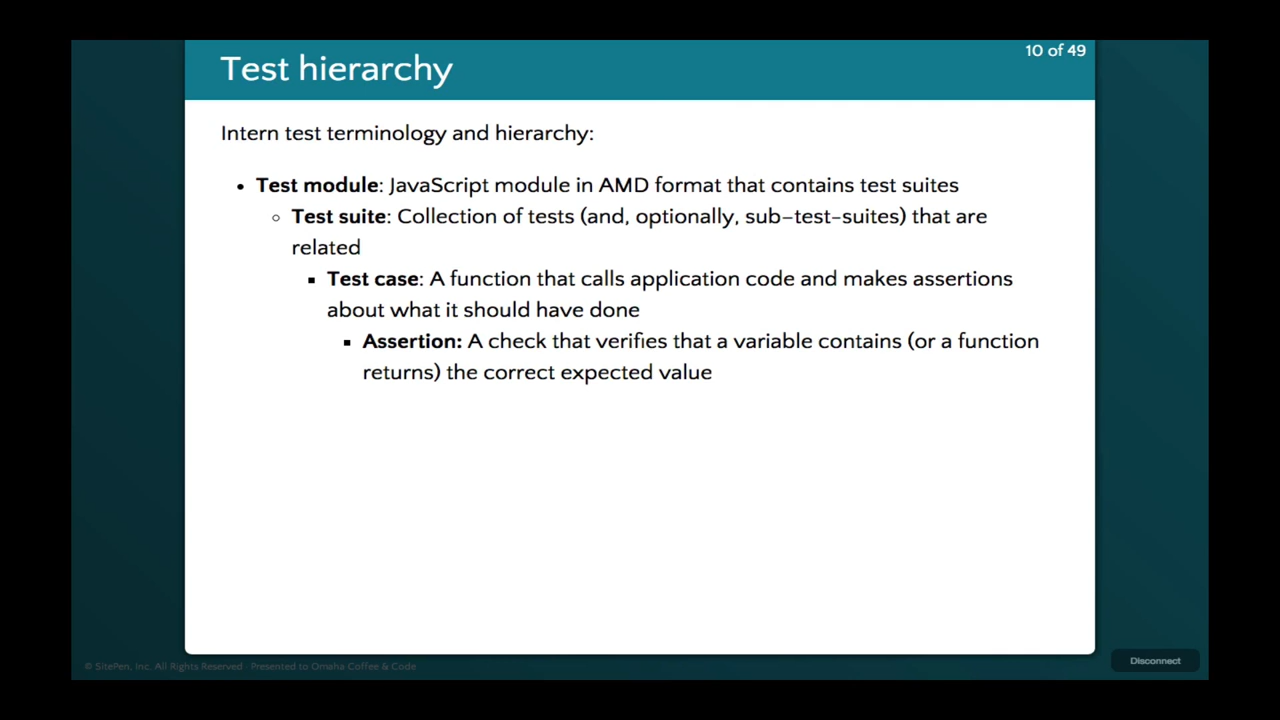 Test hierarchy
10 of 49
Intern test terminology and hierarchy:
Test module: JavaScript module in AMD format that contains test suites
Test suite: Collection of tests (and, optionally, sub-test-suites) that are
related
Test case: A function that calls application code and makes assertions
about what it should have done
Assertion: A check that verifies that a variable contains (or a function
returns) the correct expected value
© SitePen, Inc. All Rights Reserved · Presented to Omaha Coffee & Code
Disconnect